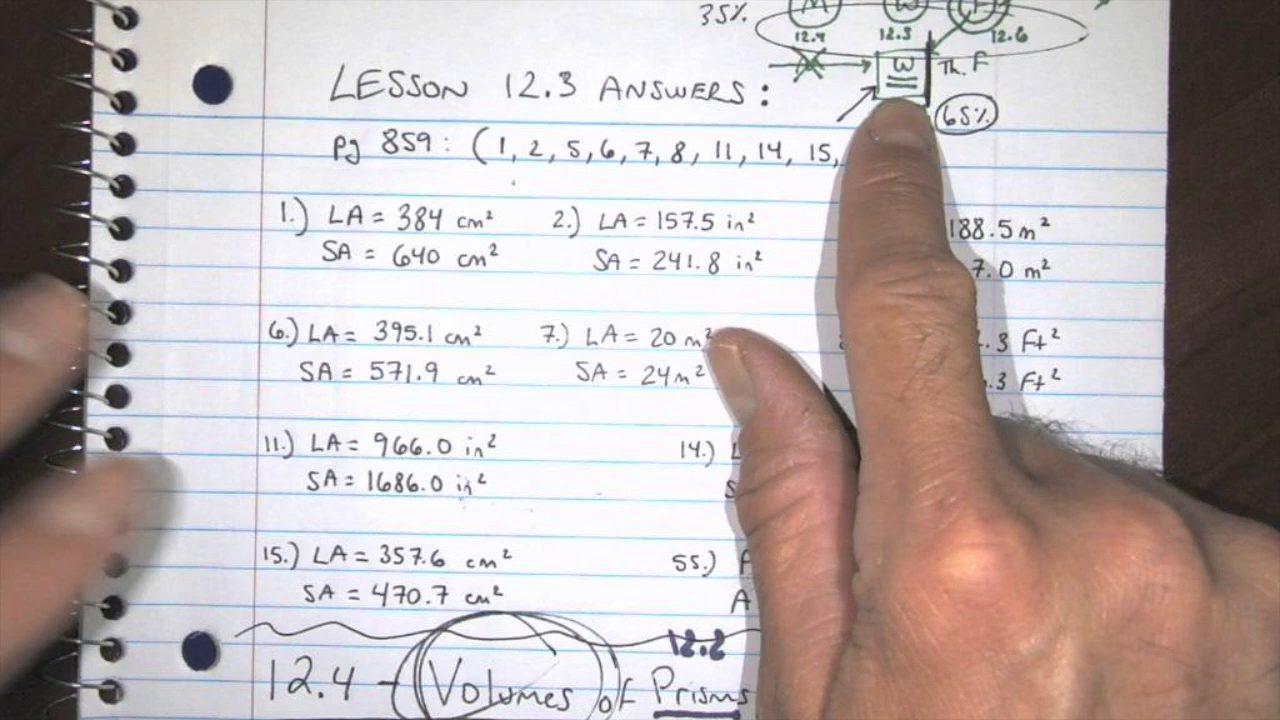 35% M W F
12.4 12.5 12.6
W Th. F
LESSON 12.3 ANSWERS:
65%
pg 859: (1, 2, 5, 6, 7, 8, 11, 14, 15,
1.) LA = 384 cm² 2.) LA = 157.5 in² 188.5 m²
SA = 640 cm² SA = 241.8 in² 7.0 m²
6.) LA = 395.1 cm² 7.) LA = 20 m² .3 Ft²
SA = 571.9 cm² SA = 24 m² .3 Ft²
11.) LA = 966.0 in² 14.) L
SA = 1686.0 in² S
15.) LA = 357.6 cm² 55.)
SA = 470.7 cm² A
12.2
12.4 - Volumes of Prisms